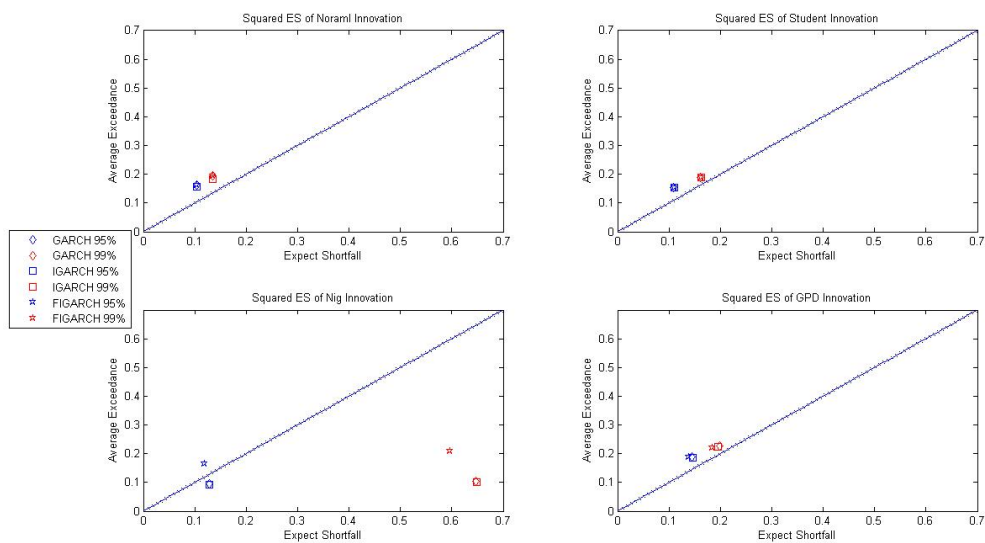 Squared ES of Noraml Innovation
0.7
0.6
0.5
0.4
0.3
0.2
0.1
0
Average Exceedance
0 0.1 0.2 0.3 0.4 0.5 0.6 0.7
Expect Shortfall
Squared ES of Student Innovation
0.7
0.6
0.5
0.4
0.3
0.2
0.1
0
Average Exceedance
0 0.1 0.2 0.3 0.4 0.5 0.6 0.7
Expect Shortfall
GARCH 95%
GARCH 99%
IGARCH 95%
IGARCH 99%
FIGARCH 95%
FIGARCH 99%
Squared ES of Nig Innovation
0.6
0.5
0.4
0.3
0.2
0.1
0
Average Exceedance
0 0.1 0.2 0.3 0.4 0.5 0.6 0.7
Expect Shortfall
Squared ES of GPD Innovation
0.6
0.5
0.4
0.3
0.2
0.1
0
Average Exceedance
0 0.1 0.2 0.3 0.4 0.5 0.6 0.7
Expect Shortfall